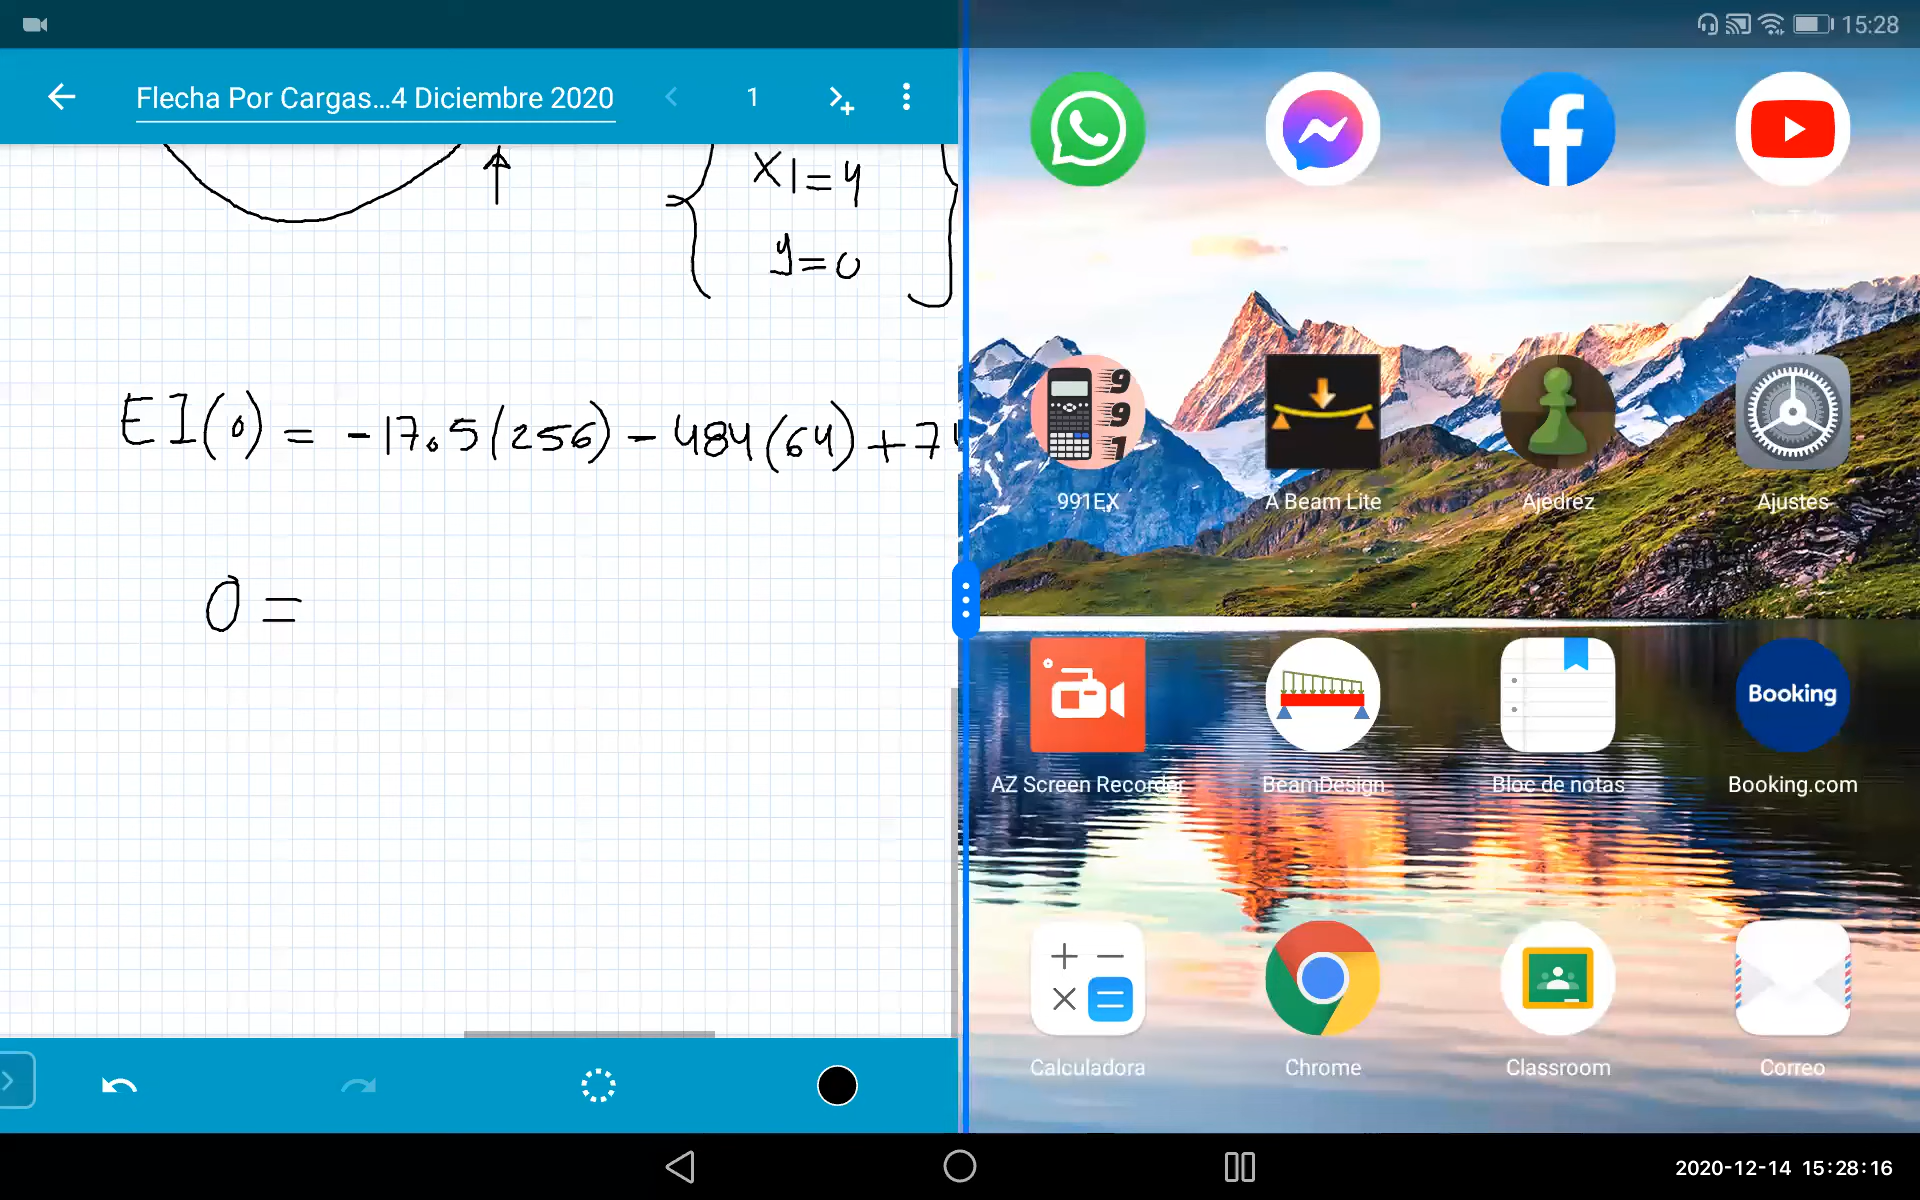 15:28
Flecha Por Cargas...4 Diciembre 2020
1
X1=4
y=0
EI(0) = -17.5(256) - 484(64) + 7
0 =
991EX
A Beam Lite
Ajedrez
Ajustes
AZ Screen Recorder
BeamDesign
Bloc de notas
Booking
Booking.com
Calculadora
Chrome
Classroom
Correo
2020-12-14 15:28:16